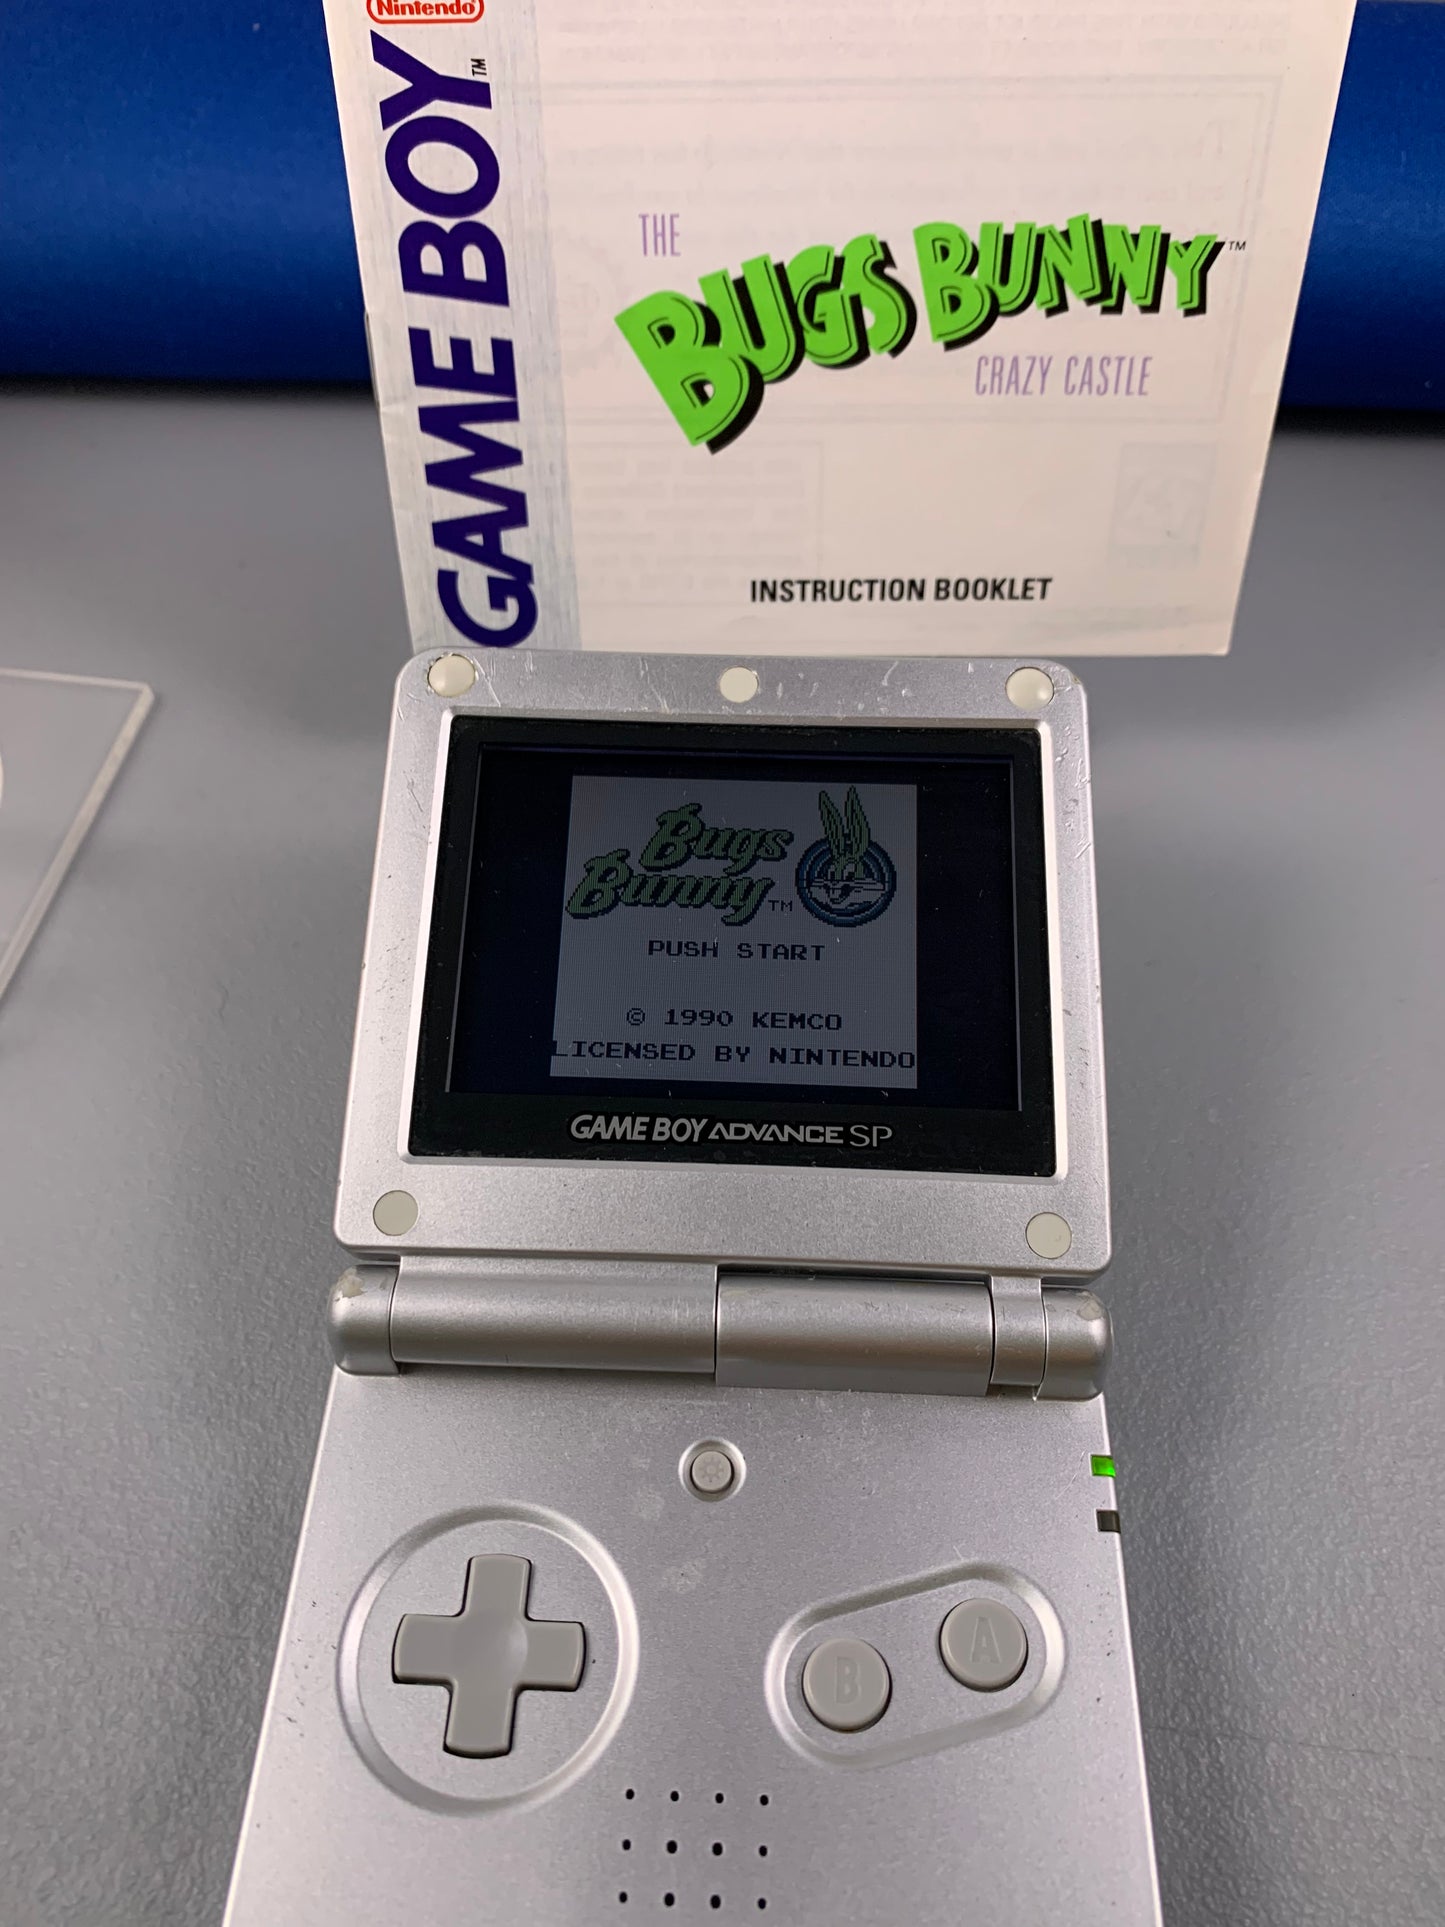 Nintendo
GAME BOY™
THE
BUGS BUNNY™
CRAZY CASTLE
INSTRUCTION BOOKLET
Bugs
Bunny™
PUSH START
© 1990 KEMCO
LICENSED BY NINTENDO
GAME BOY ADVANCE SP
B
A